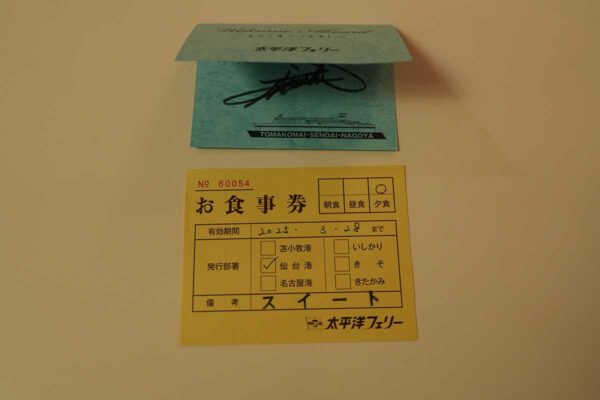 Welcome Aboard
太平洋フェリー
TOMAKOMAI-SENDAI-NAGOYA
No 60054
お食事券
朝食 昼食 夕食
有効期間 2025. 3.28 まで
発行部署
苫小牧港 いしかり
仙台港 きそ
名古屋港 きたかみ
備考 スイート
太平洋フェリー